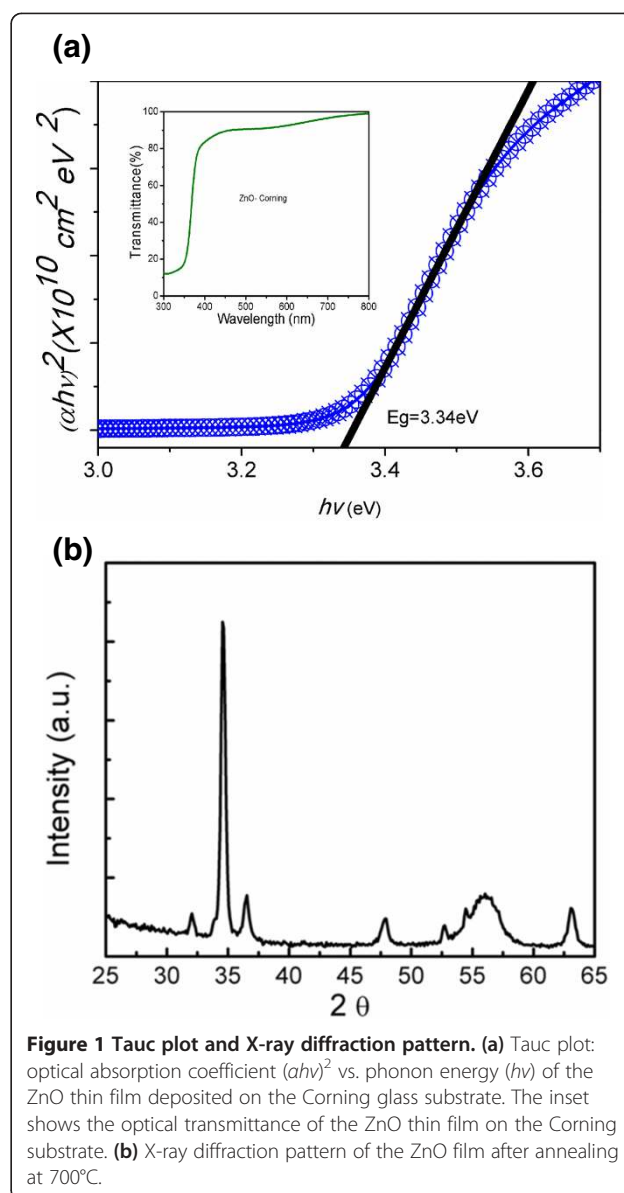 (a)
(αhν)2(X1010 cm2 eV 2)
100
80
60
40
20
0
Transmittance(%)
ZnO- Corning
300 400 500 600 700 800
Wavelength (nm)
Eg=3.34eV
3.0 3.2 3.4 3.6
hν (eV)
(b)
Intensity (a.u.)
25 35 45 40 50 55 60 65
2 θ
Figure 1 Tauc plot and X-ray diffraction pattern. (a) Tauc plot:
optical absorption coefficient (αhν)2 vs. phonon energy (hν) of the
ZnO thin film deposited on the Corning glass substrate. The inset
shows the optical transmittance of the ZnO thin film on the Corning
substrate. (b) X-ray diffraction pattern of the ZnO film after annealing
at 700°C.